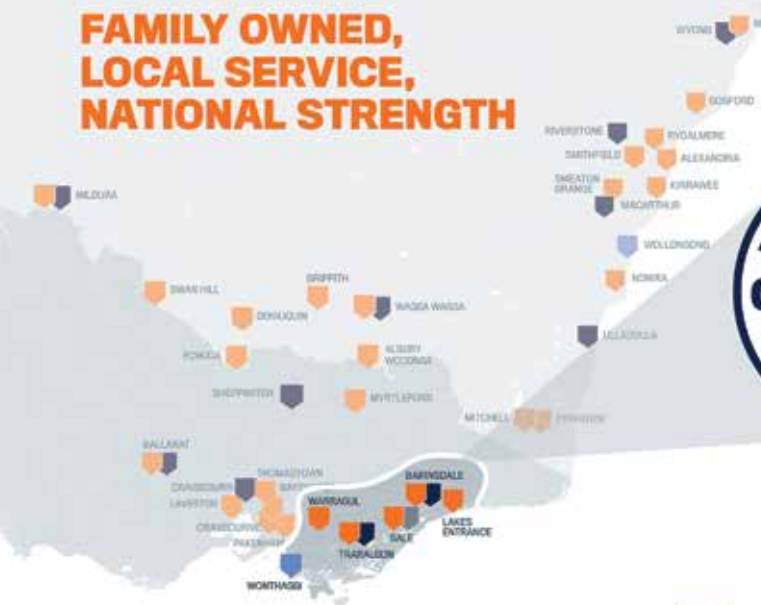 FAMILY OWNED,
LOCAL SERVICE,
NATIONAL STRENGTH
WYONG
GOSFORD
RIVERSTONE
RYDALMERE
SMITHFIELD
ALEXANDRIA
SMEATON
GRANGE
KIRRAWEE
MACARTHUR
MILDURA
WOLLONGONG
NOWRA
SWAN HILL
GRIFFITH
WAGGA WAGGA
DENILIQUIN
ULLADULLA
ECHUCA
ALBURY
WODONGA
SHEPPARTON
MYRTLEFORD
MITCHELL
FYSHWICK
BALLARAT
THOMASTOWN
BAIRNSDALE
LAVERTON
WARRAGUL
CRANBOURNE
SALE
LAKES
ENTRANCE
PAKENHAM
TRARALGON
WONTHAGGI